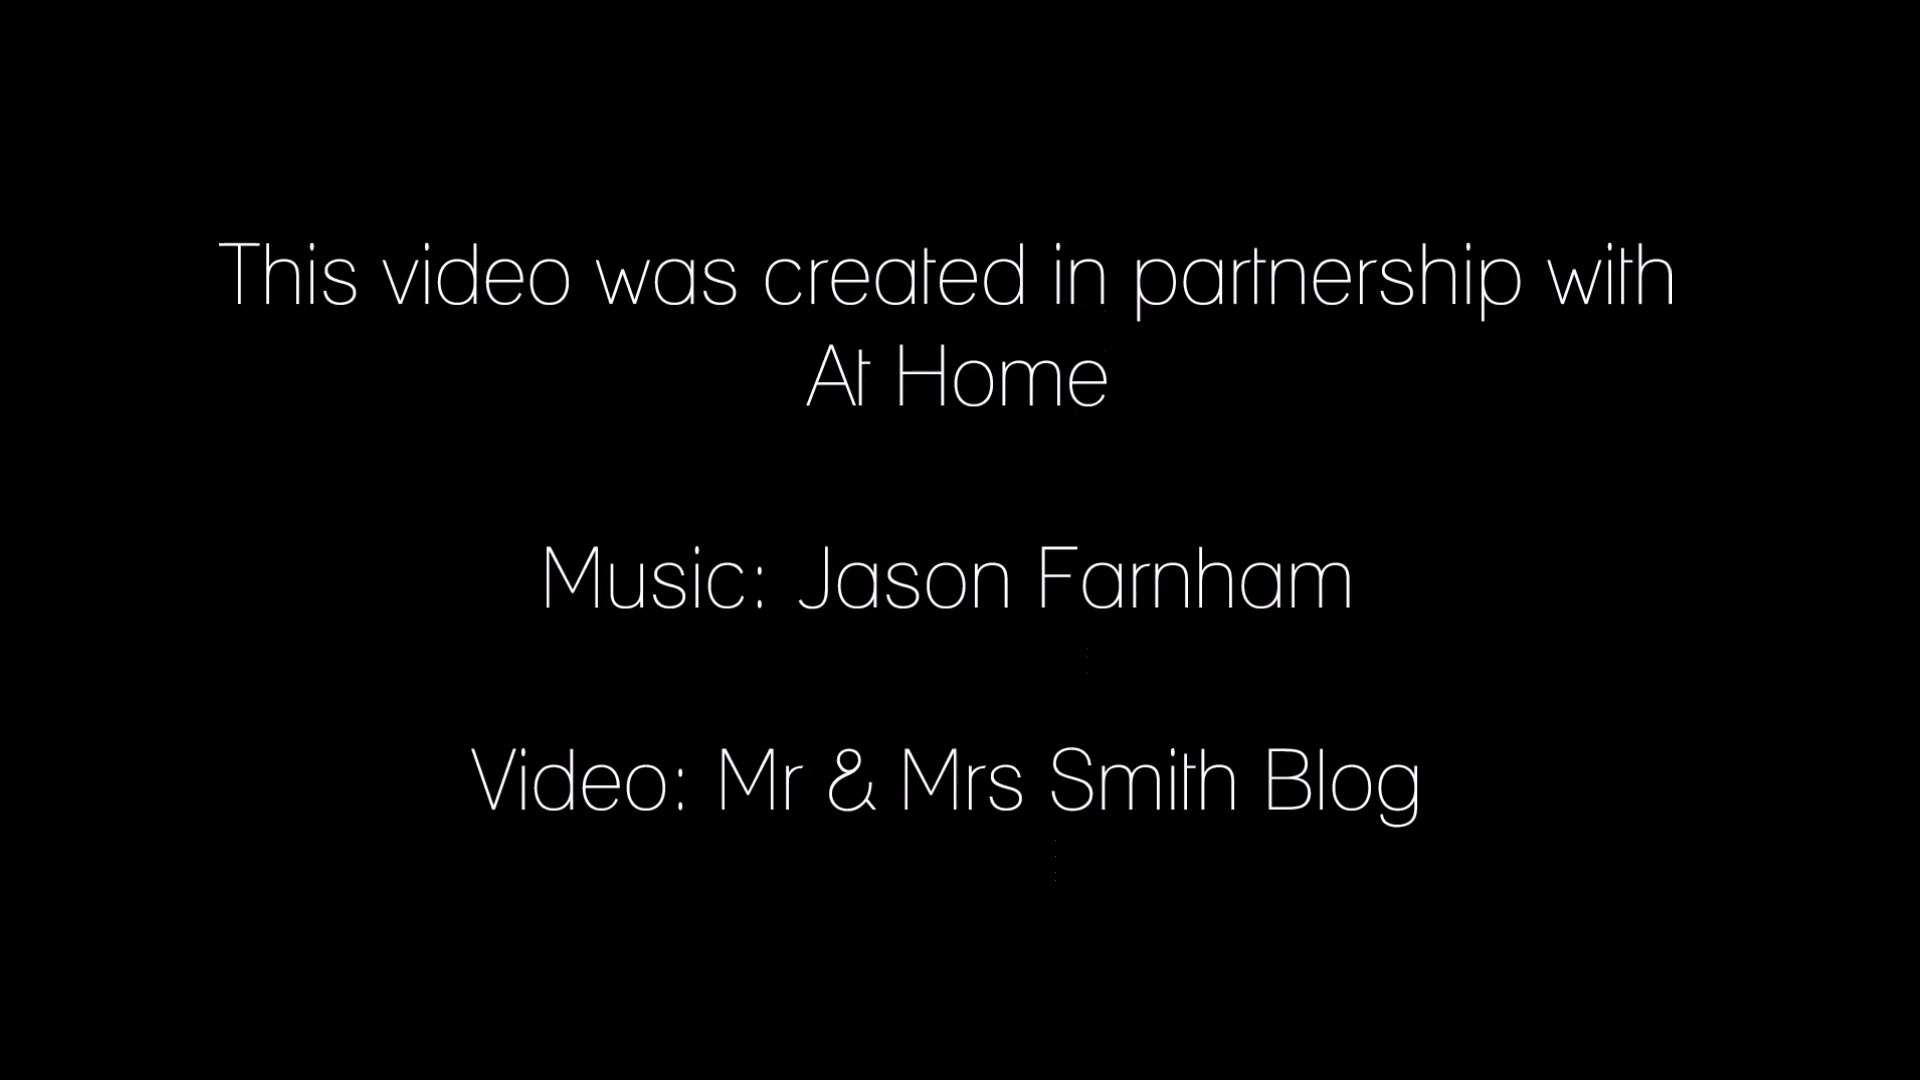 This video was created in partnership with
At Home
Music: Jason Farnham
Video: Mr & Mrs Smith Blog